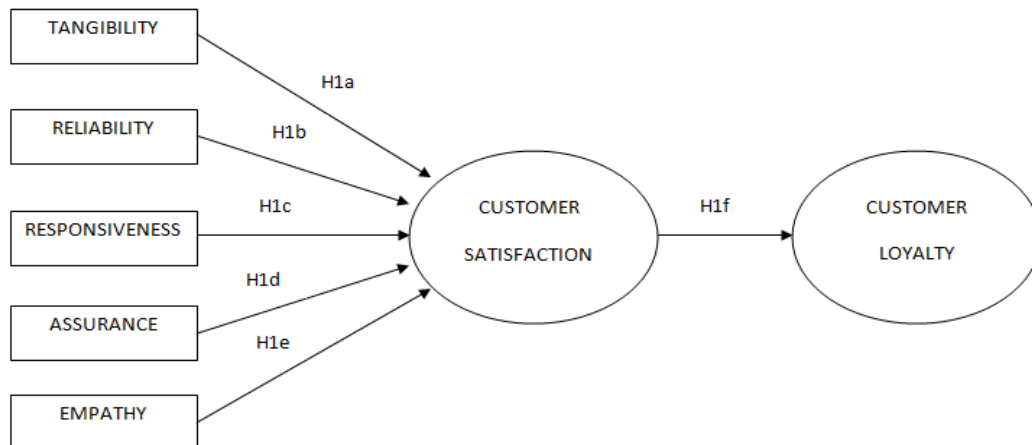 TANGIBILITY
H1a
RELIABILITY
H1b
RESPONSIVENESS
H1c
CUSTOMER
SATISFACTION
H1f
CUSTOMER
LOYALTY
H1d
ASSURANCE
H1e
EMPATHY